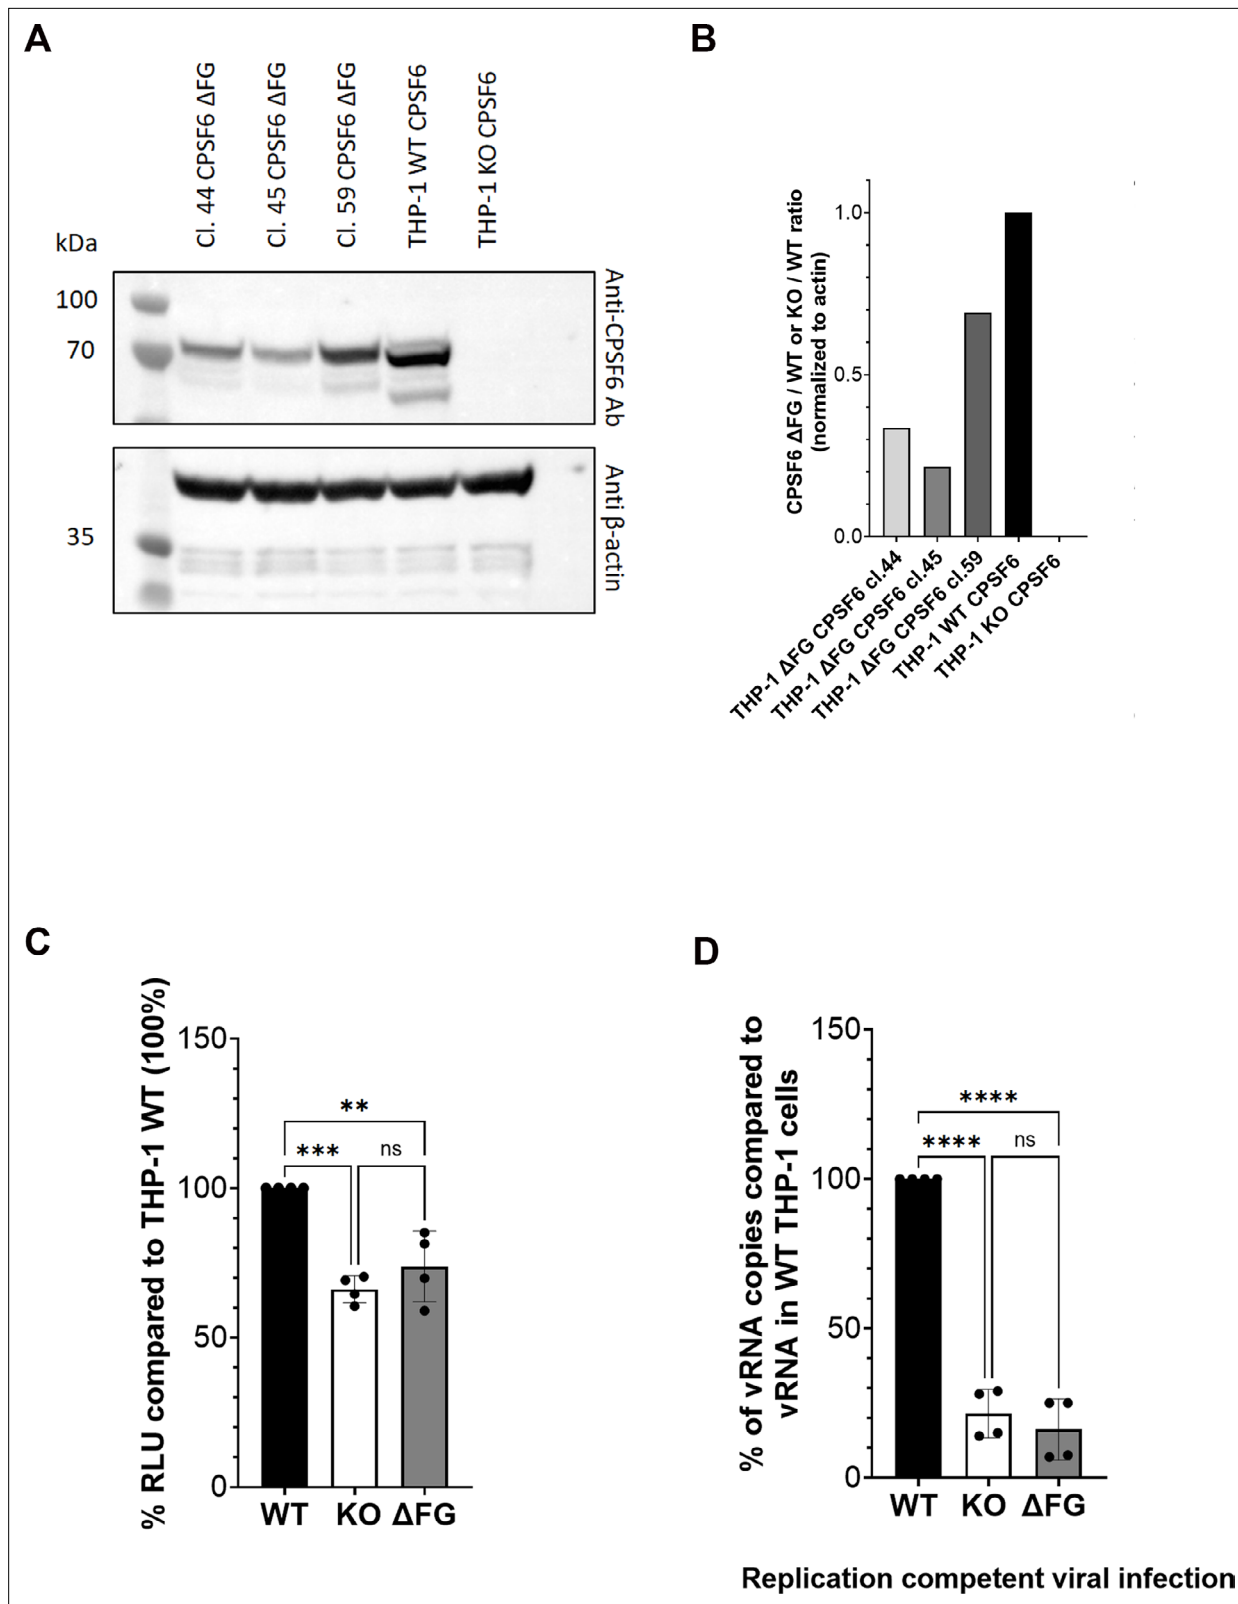 A
Cl. 44 CPSF6 ΔFG
Cl. 45 CPSF6 ΔFG
Cl. 59 CPSF6 ΔFG
THP-1 WT CPSF6
THP-1 KO CPSF6
kDa
100
70
Anti-CPSF6 Ab
35
Anti β-actin
B
CPSF6 ΔFG / WT or KO / WT ratio
(normalized to actin)
1.0
0.5
0.0
THP-1 ΔFG CPSF6 cl.44
THP-1 ΔFG CPSF6 cl.45
THP-1 ΔFG CPSF6 cl.59
THP-1 WT CPSF6
THP-1 KO CPSF6
C
% RLU compared to THP-1 WT (100%)
150
100
50
0
**
***
ns
WT KO ΔFG
D
% of vRNA copies compared to
vRNA in WT THP-1 cells
150
100
50
0
****
****
ns
WT KO ΔFG
Replication competent viral infection